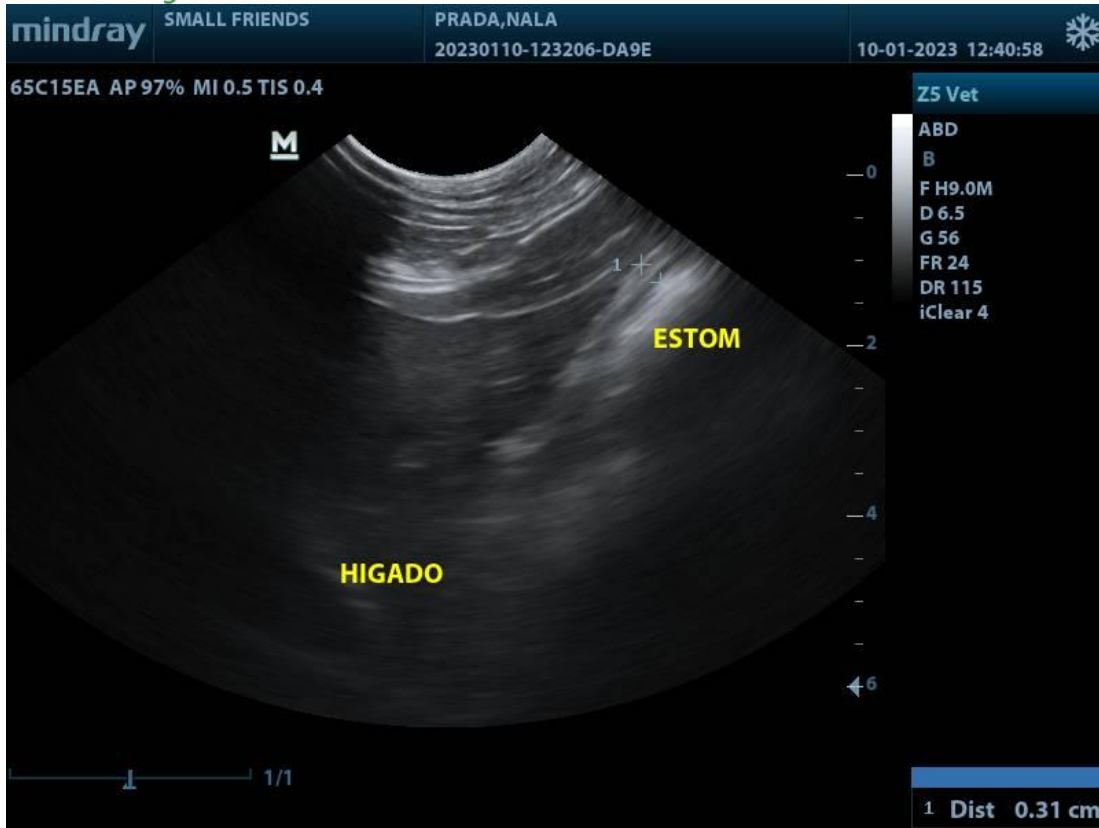 mindray
SMALL FRIENDS
PRADA,NALA
20230110-123206-DA9E
10-01-2023 12:40:58
65C15EA AP 97% MI 0.5 TIS 0.4
M
Z5 Vet
ABD
B
F H9.0M
D 6.5
G 56
FR 24
DR 115
iClear 4
0
1
ESTOM
2
4
HIGADO
6
1/1
1 Dist 0.31 cm